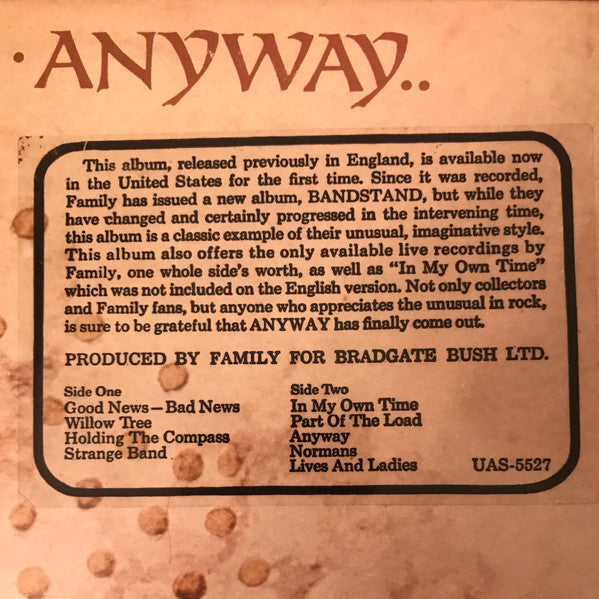 ·ANYWAY..
This album, released previously in England, is available now
in the United States for the first time. Since it was recorded,
Family has issued a new album, BANDSTAND, but while they
have changed and certainly progressed in the intervening time,
this album is a classic example of their unusual, imaginative style.
This album also offers the only available live recordings by
Family, one whole side's worth, as well as "In My Own Time"
which was not included on the English version. Not only collectors
and Family fans, but anyone who appreciates the unusual in rock,
is sure to be grateful that ANYWAY has finally come out.
PRODUCED BY FAMILY FOR BRADGATE BUSH LTD.
Side One
Good News—Bad News
Willow Tree
Holding The Compass
Strange Band
Side Two
In My Own Time
Part Of The Load
Anyway
Normans
Lives And Ladies
UAS-5527